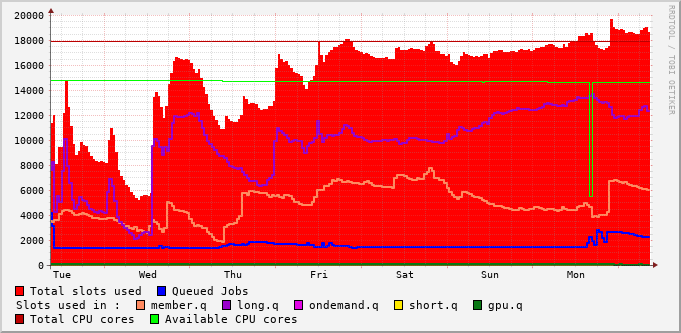 20000
18000
16000
14000
12000
10000
8000
6000
4000
2000
0
Tue Wed Thu Fri Sat Sun Mon
RRDTOOL / TOBI OETIKER
Total slots used Queued Jobs
Slots used in : member.q long.q ondemand.q short.q gpu.q
Total CPU cores Available CPU cores